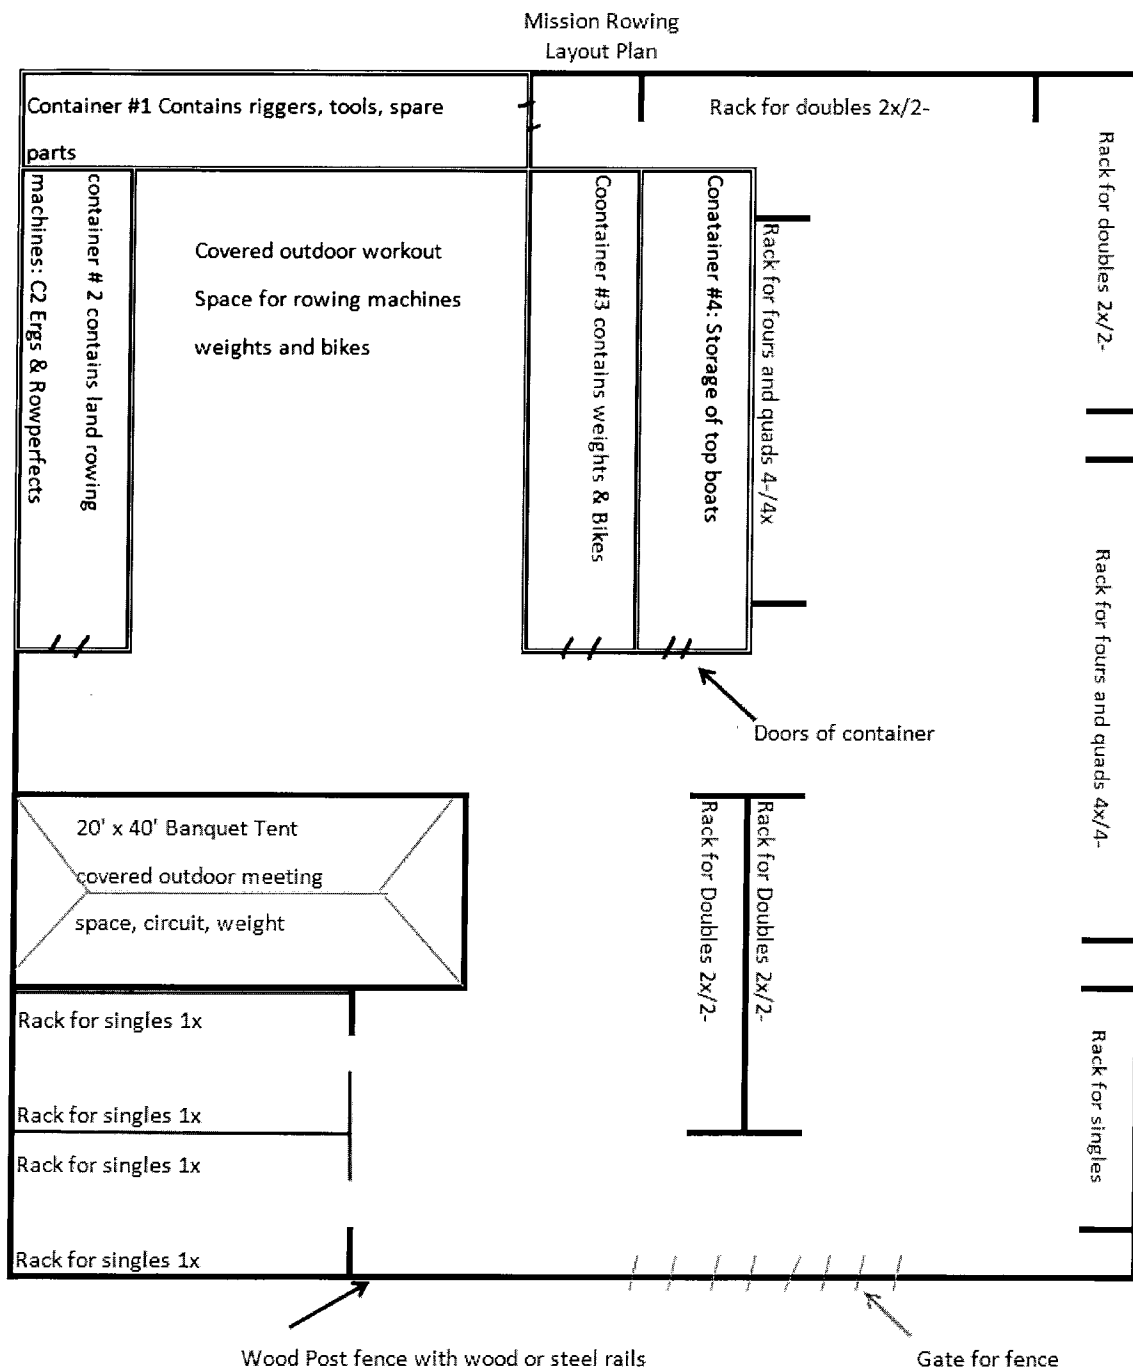 Mission Rowing
Layout Plan
Container #1 Contains riggers, tools, spare
parts
Rack for doubles 2x/2-
Rack for doubles 2x/2-
container # 2 contains land rowing
machines: C2 Ergs & Rowperfects
Covered outdoor workout
Space for rowing machines
weights and bikes
Coontainer #3 contains weights & Bikes
Conatainer #4: Storage of top boats
Rack for fours and quads 4-/4x
Rack for fours and quads 4x/4-
Doors of container
20' x 40' Banquet Tent
covered outdoor meeting
space, circuit, weight
Rack for Doubles 2x/2-
Rack for Doubles 2x/2-
Rack for singles 1x
Rack for singles 1x
Rack for singles 1x
Rack for singles 1x
Rack for singles
Wood Post fence with wood or steel rails
Gate for fence